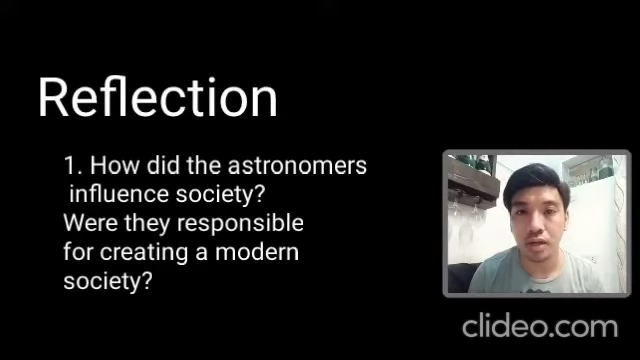 Reflection
1. How did the astronomers
influence society?
Were they responsible
for creating a modern
society?
clideo.com